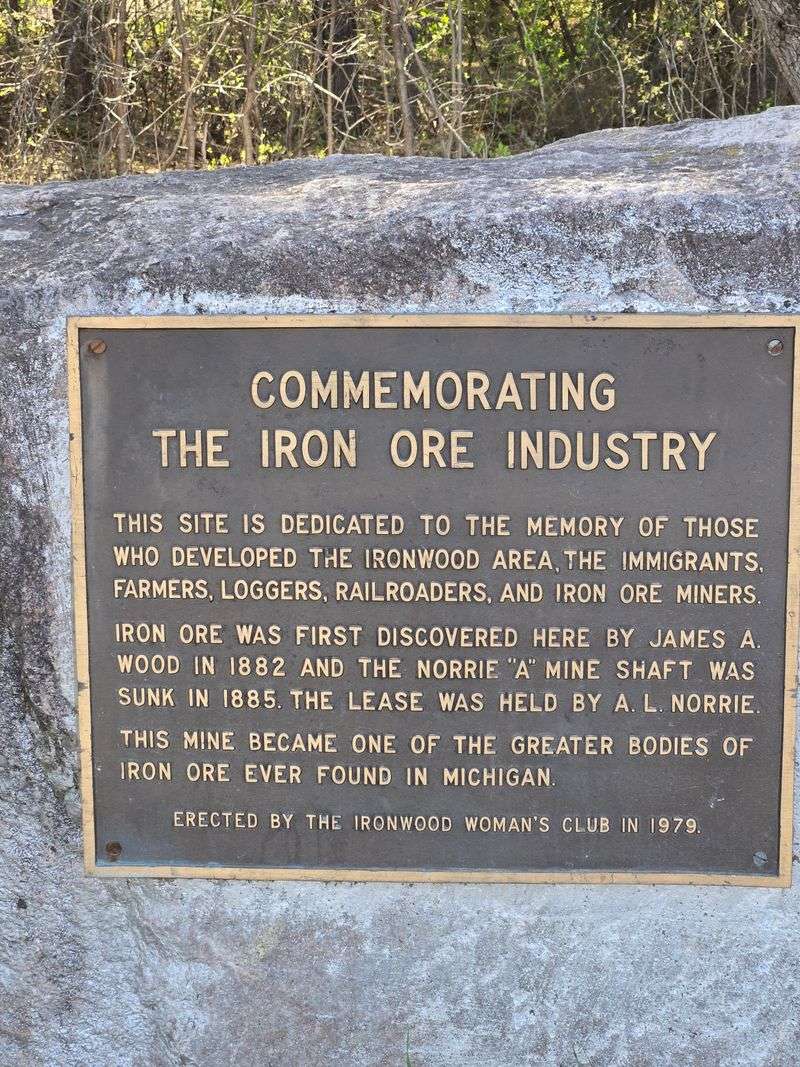 COMMEMORATING
THE IRON ORE INDUSTRY
THIS SITE IS DEDICATED TO THE MEMORY OF THOSE
WHO DEVELOPED THE IRONWOOD AREA, THE IMMIGRANTS,
FARMERS, LOGGERS, RAILROADERS, AND IRON ORE MINERS.
IRON ORE WAS FIRST DISCOVERED HERE BY JAMES A.
WOOD IN 1882 AND THE NORRIE "A" MINE SHAFT WAS
SUNK IN 1885. THE LEASE WAS HELD BY A. L. NORRIE.
THIS MINE BECAME ONE OF THE GREATER BODIES OF
IRON ORE EVER FOUND IN MICHIGAN.
ERECTED BY THE IRONWOOD WOMAN'S CLUB IN 1979.